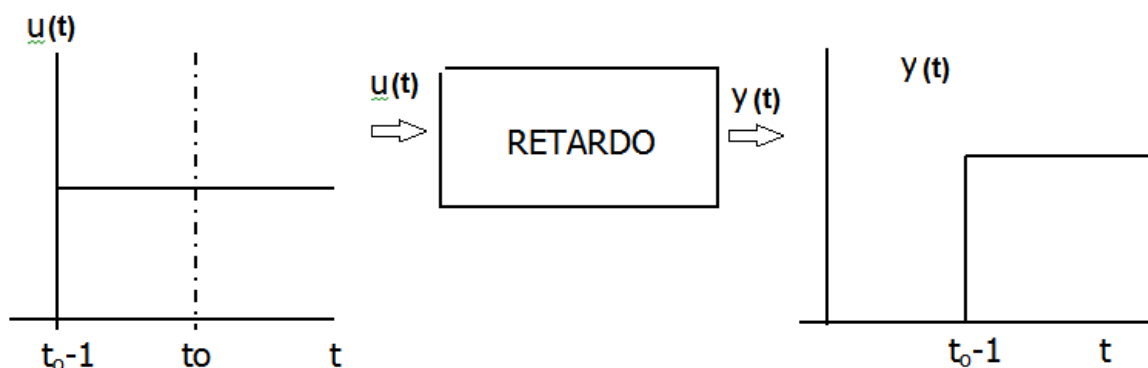 u(t)
t₀-1
to
t
u(t)
RETARDO
y(t)
y(t)
t₀-1
t